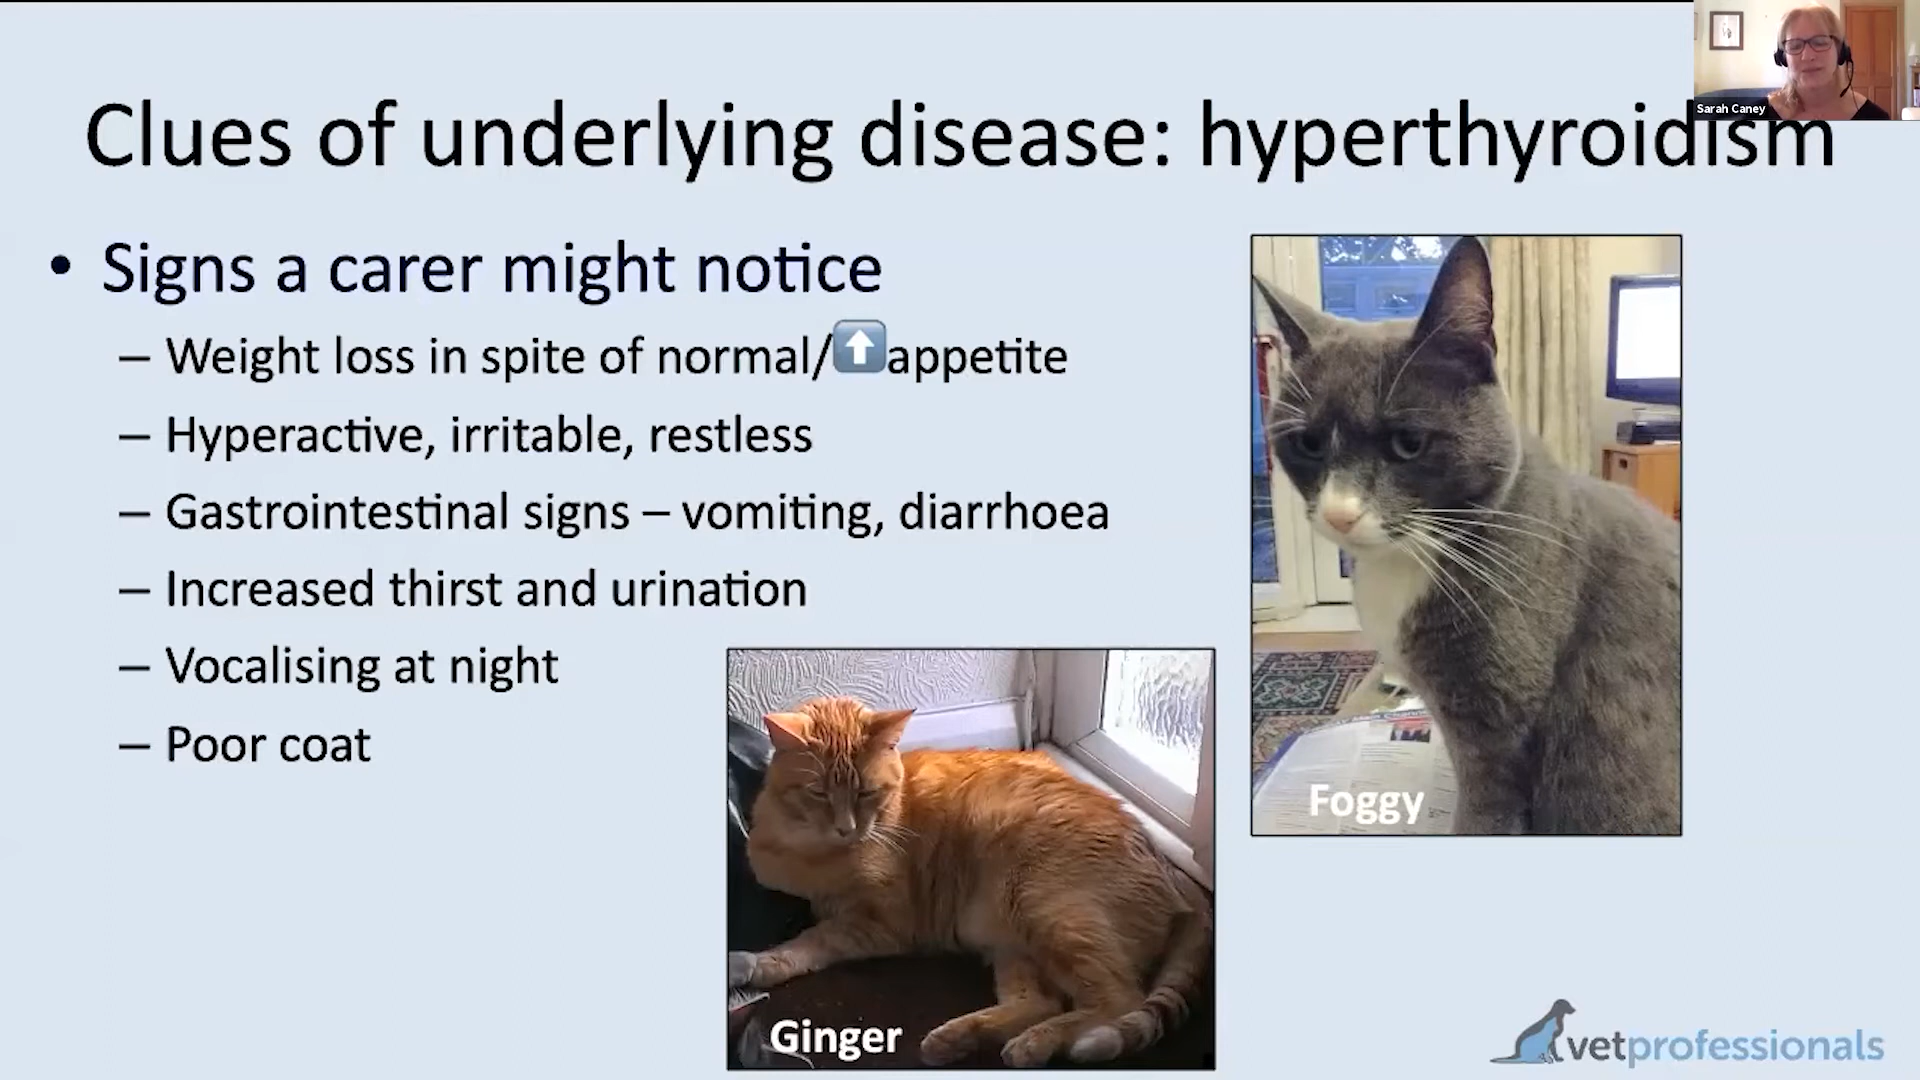 Sarah Caney
Clues of underlying disease: hyperthyroidism
• Signs a carer might notice
– Weight loss in spite of normal/⬆appetite
– Hyperactive, irritable, restless
– Gastrointestinal signs – vomiting, diarrhoea
– Increased thirst and urination
– Vocalising at night
– Poor coat
Foggy
Ginger
vetprofessionals